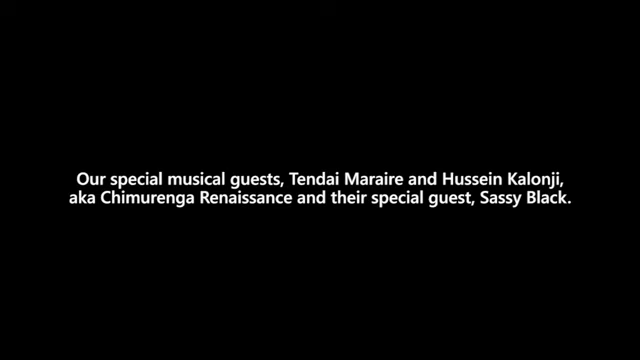 Our special musical guests, Tendai Maraire and Hussein Kalonji,
aka Chimurenga Renaissance and their special guest, Sassy Black.